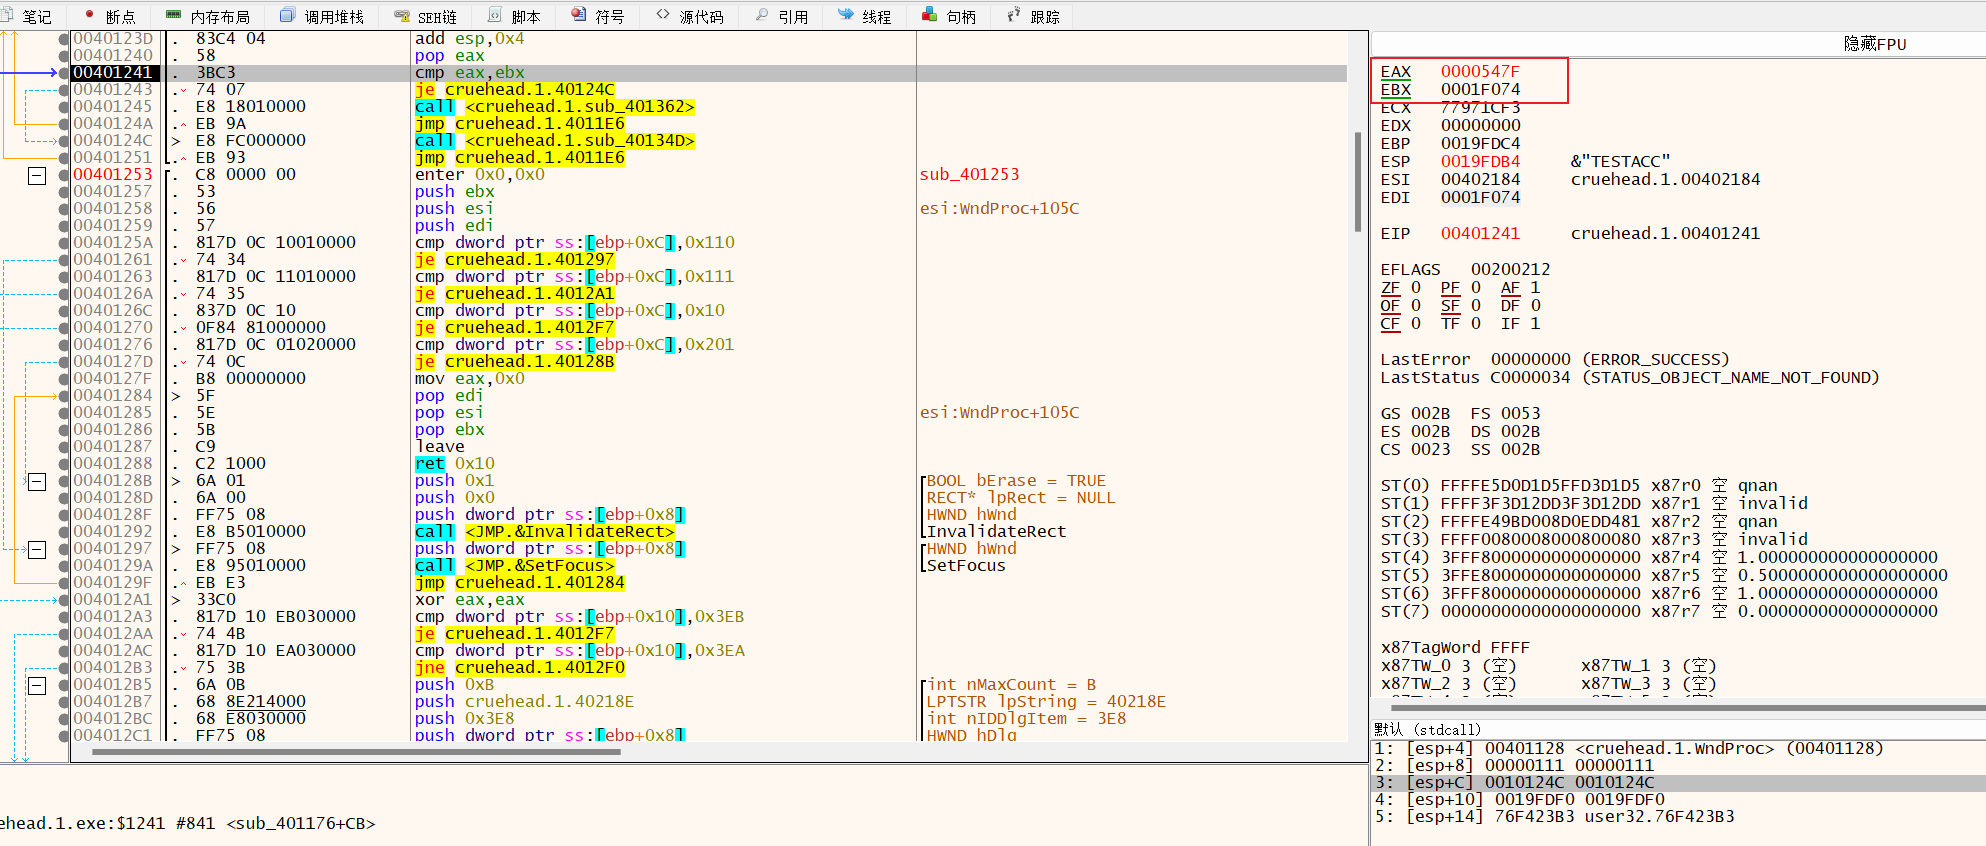 笔记 断点 内存布局 调用堆栈 SEH链 脚本 符号 源代码 引用 线程 句柄 跟踪
0040123D . 83C4 04 add esp,0x4
00401240 . 58 pop eax
00401241 . 3BC3 cmp eax,ebx
00401243 . 74 07 je cruehead.1.40124C
00401245 . E8 18010000 call <cruehead.1.sub_401362>
0040124A . EB 9A jmp cruehead.1.4011E6
0040124C > E8 FC000000 call <cruehead.1.sub_40134D>
00401251 . EB 93 jmp cruehead.1.4011E6
00401253 . C8 0000 00 enter 0x0,0x0 sub_401253
00401257 . 53 push ebx
00401258 . 56 push esi esi:WndProc+105C
00401259 . 57 push edi
0040125A . 817D 0C 10010000 cmp dword ptr ss:[ebp+0xC],0x110
00401261 . 74 34 je cruehead.1.401297
00401263 . 817D 0C 11010000 cmp dword ptr ss:[ebp+0xC],0x111
0040126A . 74 35 je cruehead.1.4012A1
0040126C . 837D 0C 10 cmp dword ptr ss:[ebp+0xC],0x10
00401270 . 0F84 81000000 je cruehead.1.4012F7
00401276 . 817D 0C 01020000 cmp dword ptr ss:[ebp+0xC],0x201
0040127D . 74 0C je cruehead.1.40128B
0040127F . B8 00000000 mov eax,0x0
00401284 > 5F pop edi
00401285 . 5E pop esi esi:WndProc+105C
00401286 . 5B pop ebx
00401287 . C9 leave
00401288 . C2 1000 ret 0x10
0040128B > 6A 01 push 0x1 BOOL bErase = TRUE
0040128D . 6A 00 push 0x0 RECT* lpRect = NULL
0040128F . FF75 08 push dword ptr ss:[ebp+0x8] HWND hWnd
00401292 . E8 B5010000 call <JMP.&InvalidateRect> InvalidateRect
00401297 > FF75 08 push dword ptr ss:[ebp+0x8] HWND hWnd
0040129A . E8 95010000 call <JMP.&SetFocus> SetFocus
0040129F . EB E3 jmp cruehead.1.401284
004012A1 > 33C0 xor eax,eax
004012A3 . 817D 10 EB030000 cmp dword ptr ss:[ebp+0x10],0x3EB
004012AA . 74 4B je cruehead.1.4012F7
004012AC . 817D 10 EA030000 cmp dword ptr ss:[ebp+0x10],0x3EA
004012B3 . 75 3B jne cruehead.1.4012F0
004012B5 . 6A 0B push 0xB int nMaxCount = B
004012B7 . 68 8E214000 push cruehead.1.40218E LPTSTR lpString = 40218E
004012BC . 68 E8030000 push 0x3E8 int nIDDlgItem = 3E8
004012C1 . FF75 08 push dword ptr ss:[ebp+0x8] HWND hDlg
ehead.1.exe:$1241 #841 <sub_401176+CB>
隐藏FPU
EAX 0000547F
EBX 0001F074
ECX 77971CF3
EDX 00000000
EBP 0019FDC4
ESP 0019FDB4 &"TESTACC"
ESI 00402184 cruehead.1.00402184
EDI 0001F074
EIP 00401241 cruehead.1.00401241
EFLAGS 00200212
ZF 0 PF 0 AF 1
OF 0 SF 0 DF 0
CF 0 TF 0 IF 1
LastError 00000000 (ERROR_SUCCESS)
LastStatus C0000034 (STATUS_OBJECT_NAME_NOT_FOUND)
GS 002B FS 0053
ES 002B DS 002B
CS 0023 SS 002B
ST(0) FFFFE5D0D1D5FFD3D1D5 x87r0 空 qnan
ST(1) FFFF3F3D12DD3F3D12DD x87r1 空 invalid
ST(2) FFFFE49BD008D0EDD481 x87r2 空 qnan
ST(3) FFFF0080008000800080 x87r3 空 invalid
ST(4) 3FFF8000000000000000 x87r4 空 1.000000000000000000
ST(5) 3FFE8000000000000000 x87r5 空 0.5000000000000000000
ST(6) 3FFF8000000000000000 x87r6 空 1.000000000000000000
ST(7) 00000000000000000000 x87r7 空 0.000000000000000000
x87TagWord FFFF
x87TW_0 3 (空) x87TW_1 3 (空)
x87TW_2 3 (空) x87TW_3 3 (空)
默认 (stdcall)
1: [esp+4] 00401128 <cruehead.1.WndProc> (00401128)
2: [esp+8] 00000111 00000111
3: [esp+C] 0010124C 0010124C
4: [esp+10] 0019FDF0 0019FDF0
5: [esp+14] 76F423B3 user32.76F423B3